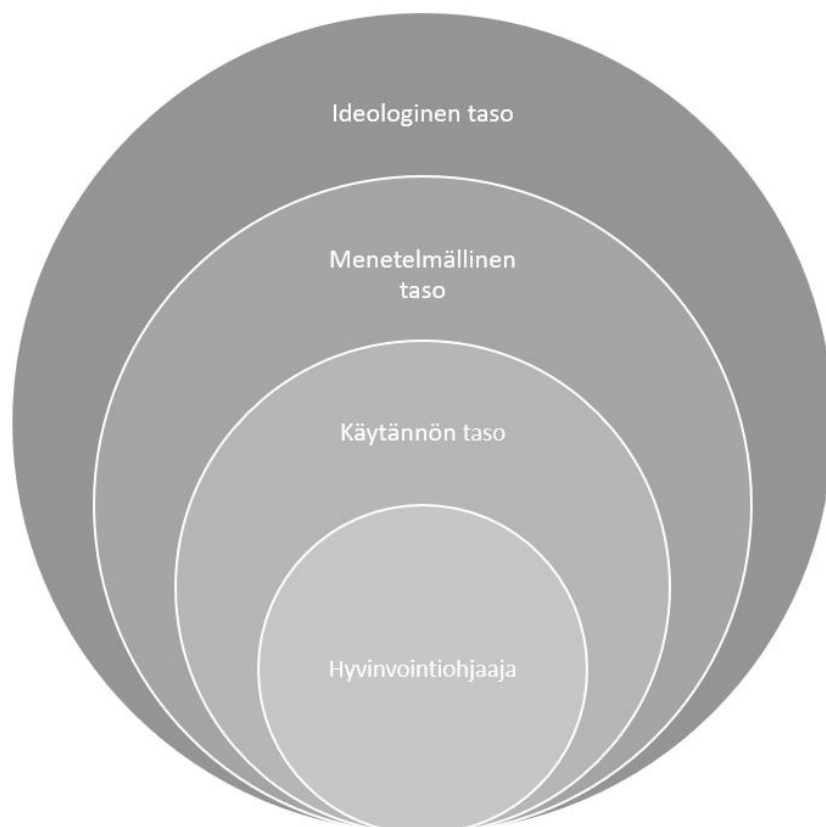 Ideologinen taso
Menetelmällinen
taso
Käytännön taso
Hyvinvointiohjaaja